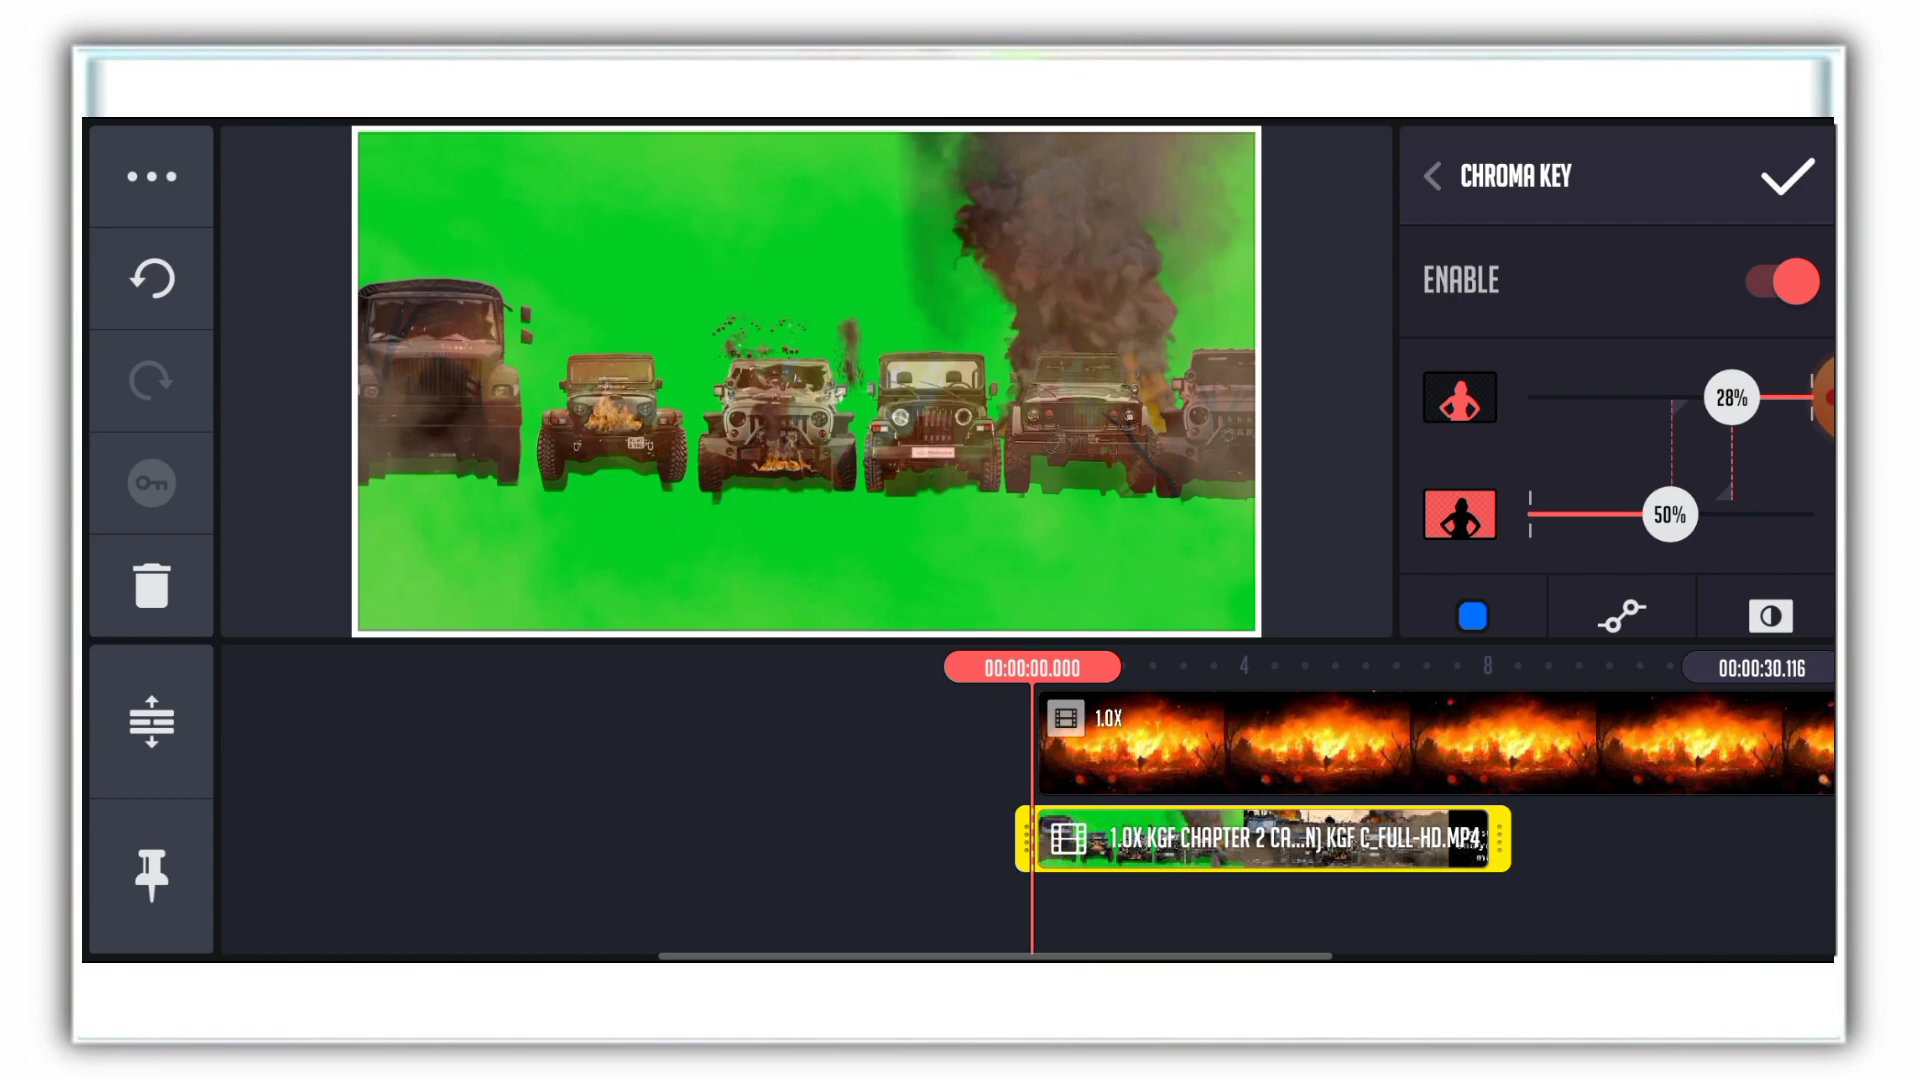 CHROMA KEY
ENABLE
28%
50%
00:00:00.000
4
8
00:00:30.116
1.0X
1.0X KGF CHAPTER 2 CA...N) KGF C_FULL-HD.MP4